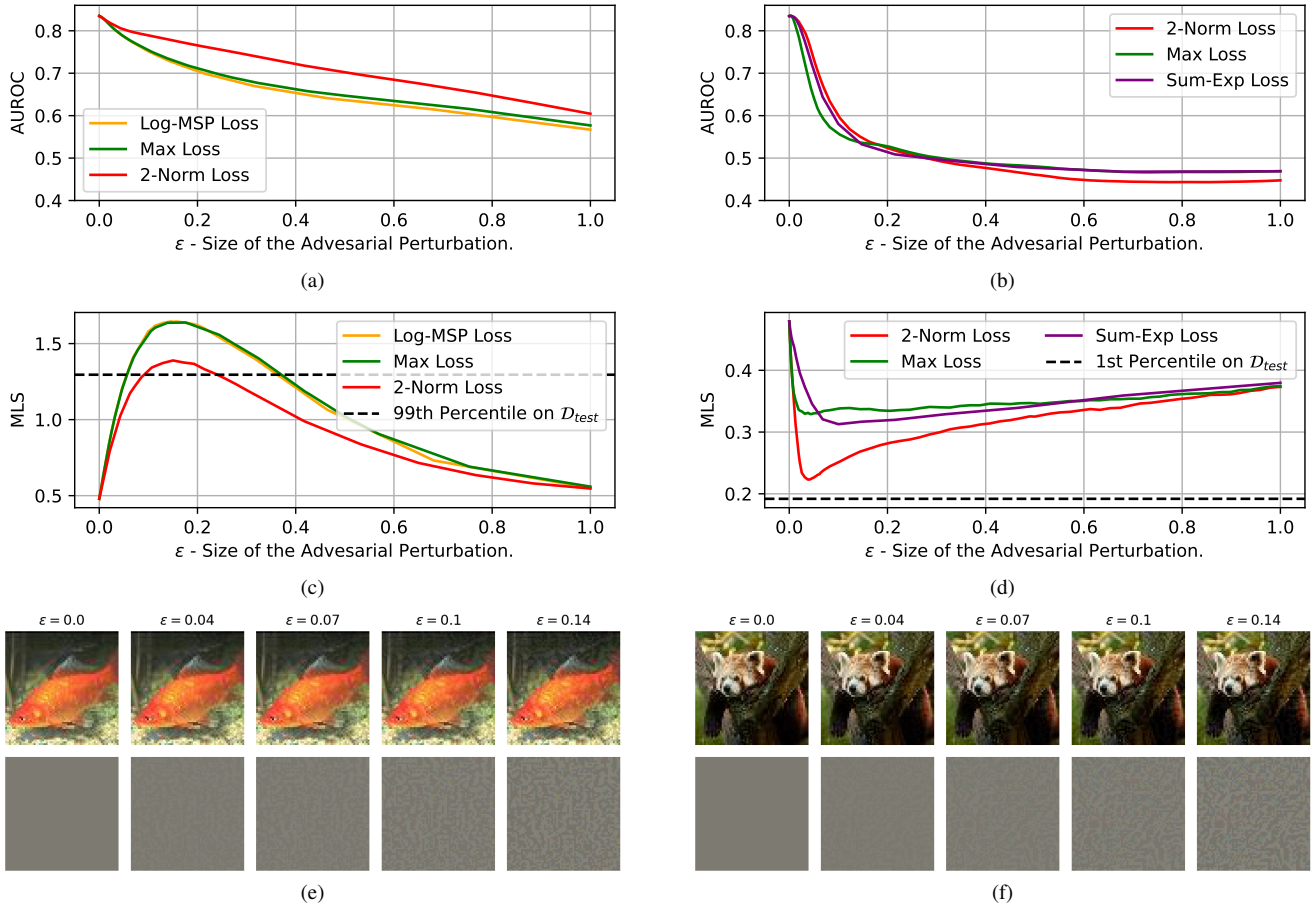 AUROC
0.8
0.7
0.6
0.5
0.4
Log-MSP Loss
Max Loss
2-Norm Loss
0.0 0.2 0.4 0.6 0.8 1.0
ε - Size of the Advesarial Perturbation.
(a)
AUROC
0.8
0.7
0.6
0.5
0.4
2-Norm Loss
Max Loss
Sum-Exp Loss
0.0 0.2 0.4 0.6 0.8 1.0
ε - Size of the Advesarial Perturbation.
(b)
MLS
1.5
1.0
0.5
Log-MSP Loss
Max Loss
2-Norm Loss
99th Percentile on 𝒟test
0.0 0.2 0.4 0.6 0.8 1.0
ε - Size of the Advesarial Perturbation.
(c)
MLS
0.4
0.3
0.2
2-Norm Loss
Max Loss
Sum-Exp Loss
1st Percentile on 𝒟test
0.0 0.2 0.4 0.6 0.8 1.0
ε - Size of the Advesarial Perturbation.
(d)
ε = 0.0 ε = 0.04 ε = 0.07 ε = 0.1 ε = 0.14
(e)
ε = 0.0 ε = 0.04 ε = 0.07 ε = 0.1 ε = 0.14
(f)